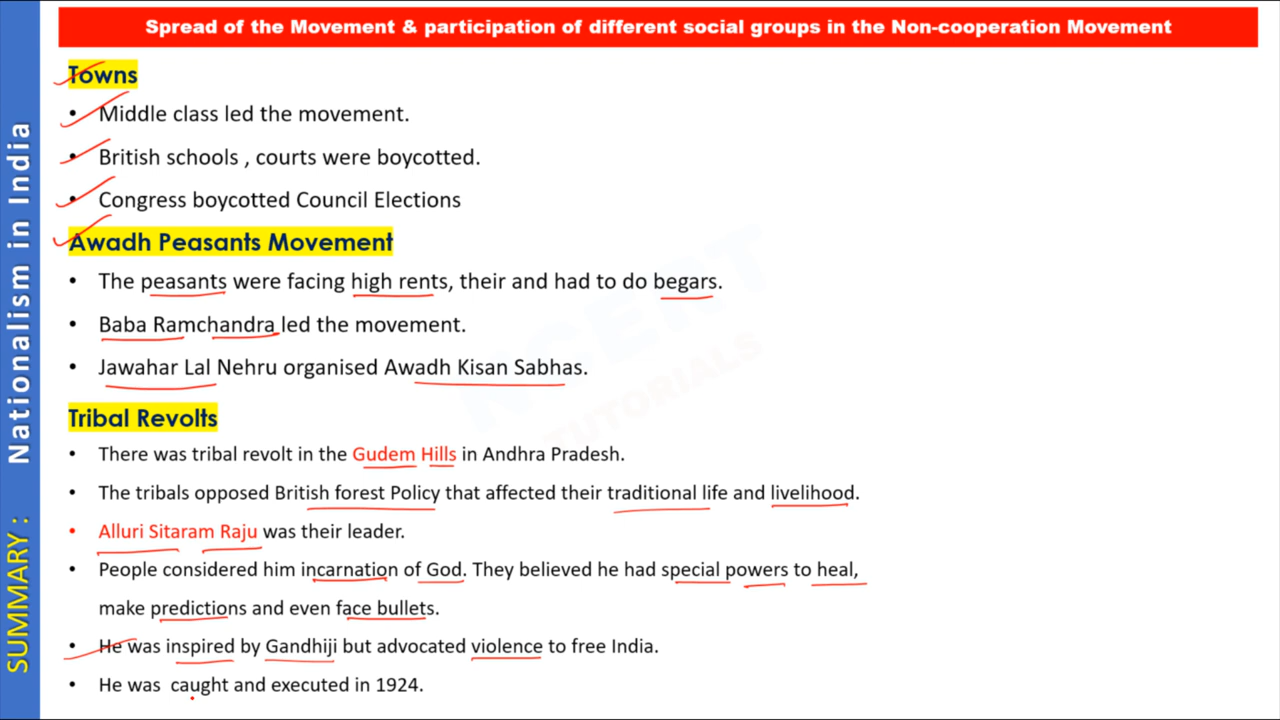 Spread of the Movement & participation of different social groups in the Non-cooperation Movement
SUMMARY : Nationalism in India
Towns
• Middle class led the movement.
• British schools , courts were boycotted.
• Congress boycotted Council Elections
Awadh Peasants Movement
• The peasants were facing high rents, their and had to do begars.
• Baba Ramchandra led the movement.
• Jawahar Lal Nehru organised Awadh Kisan Sabhas.
Tribal Revolts
• There was tribal revolt in the Gudem Hills in Andhra Pradesh.
• The tribals opposed British forest Policy that affected their traditional life and livelihood.
• Alluri Sitaram Raju was their leader.
• People considered him incarnation of God. They believed he had special powers to heal,
make predictions and even face bullets.
• He was inspired by Gandhiji but advocated violence to free India.
• He was caught and executed in 1924.
NCERT
TUTORIALS